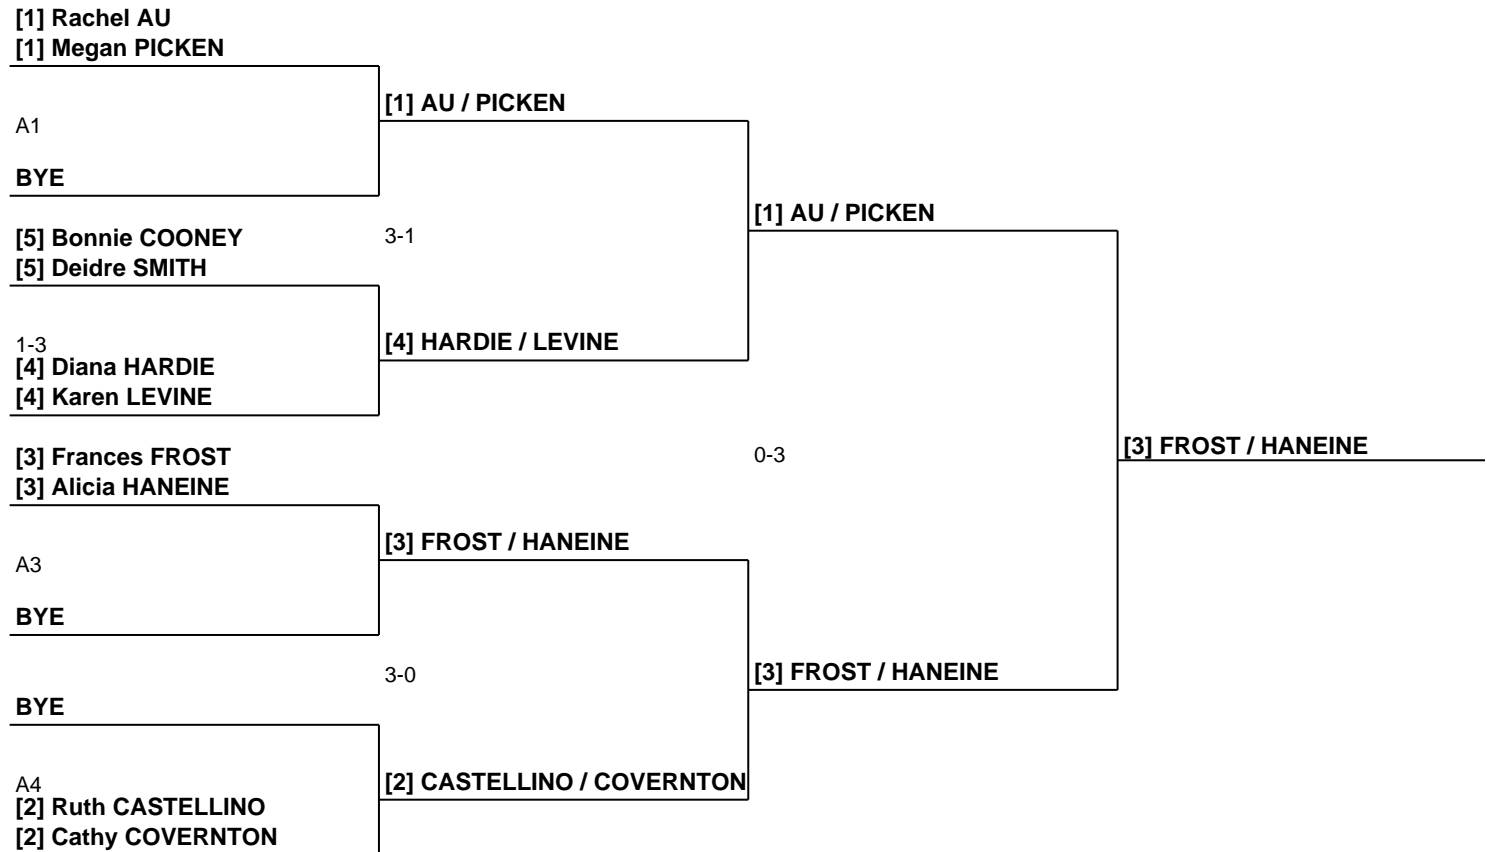 [1] Rachel AU
[1] Megan PICKEN
[1] AU / PICKEN
A1
BYE
[1] AU / PICKEN
[5] Bonnie COONEY
3-1
[5] Deidre SMITH
1-3
[4] HARDIE / LEVINE
[4] Diana HARDIE
[4] Karen LEVINE
[3] Frances FROST
0-3
[3] FROST / HANEINE
[3] Alicia HANEINE
[3] FROST / HANEINE
A3
BYE
3-0
[3] FROST / HANEINE
BYE
A4
[2] CASTELLINO / COVERNTON
[2] Ruth CASTELLINO
[2] Cathy COVERNTON